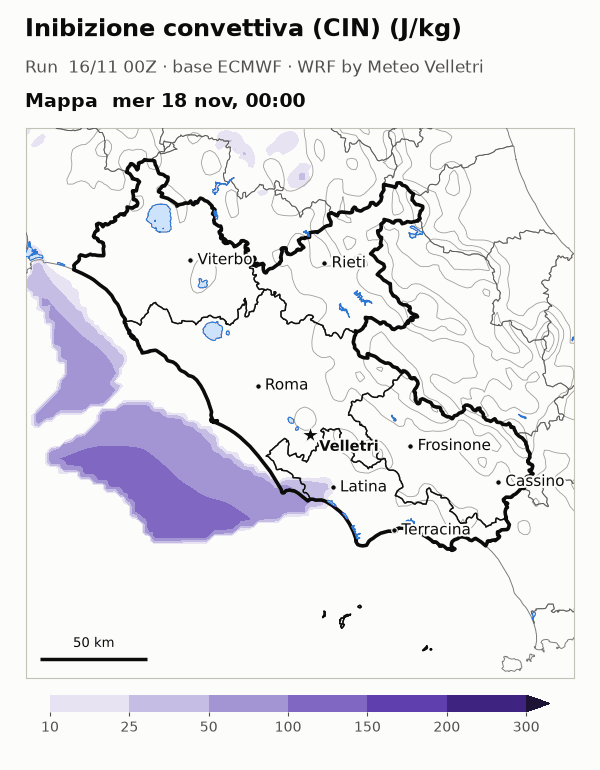 Inibizione convettiva (CIN) (J/kg)
Run  16/11 00Z · base ECMWF · WRF by Meteo Velletri
Mappa  mer 18 nov, 00:00
Viterbo
Rieti
Roma
Velletri
Frosinone
Latina
Cassino
Terracina
50 km
10 25 50 100 150 200 300